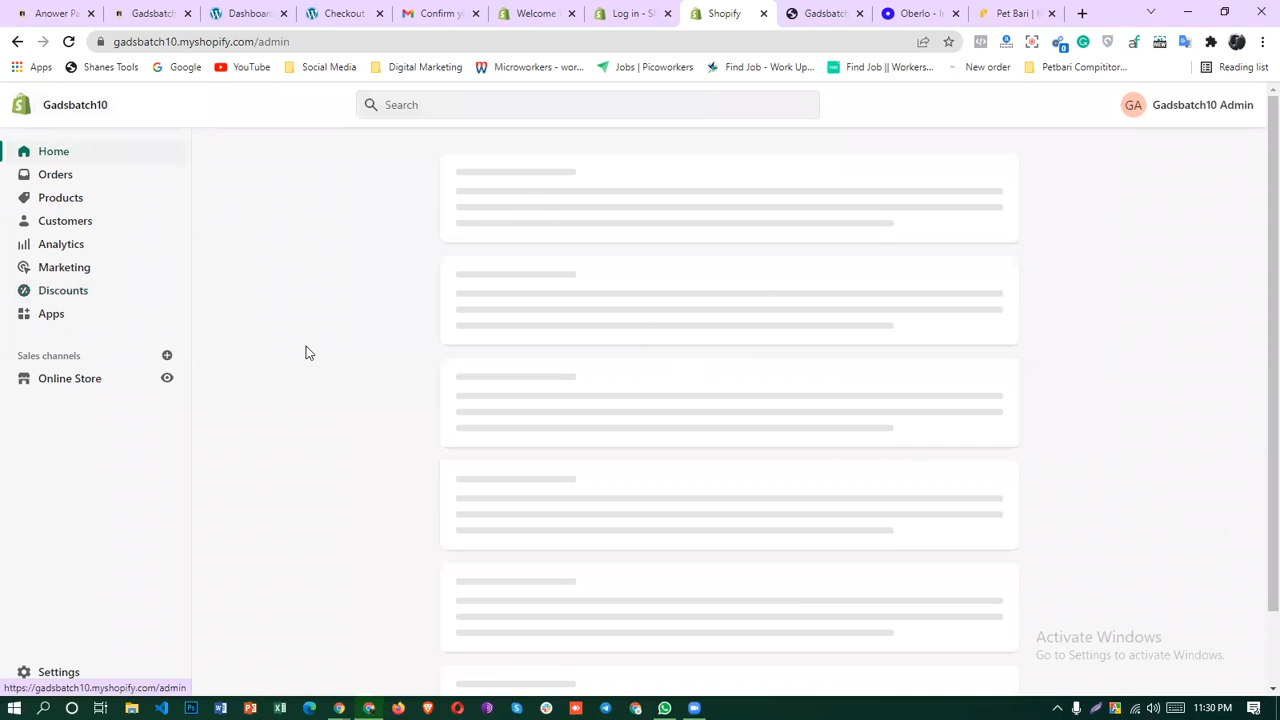 Answer Pa
Gadsbatch
Dashboard
Checkout
Confirm y
Welcome
Log in - Sh
Shopify
Gadsbatch
Oberlo - In
Pet Bari |
gadsbatch10.myshopify.com/admin
Apps
Shanes Tools
Google
YouTube
Social Media
Digital Marketing
Microworkers - wor...
Jobs | Picoworkers
Find Job - Work Up...
Find Job || Workers...
New order
Petbari Compititor...
Reading list
Gadsbatch10
Search
GA
Gadsbatch10 Admin
Home
Orders
Products
Customers
Analytics
Marketing
Discounts
Apps
Sales channels
Online Store
Settings
https://gadsbatch10.myshopify.com/admin
Activate Windows
Go to Settings to activate Windows.
11:30 PM